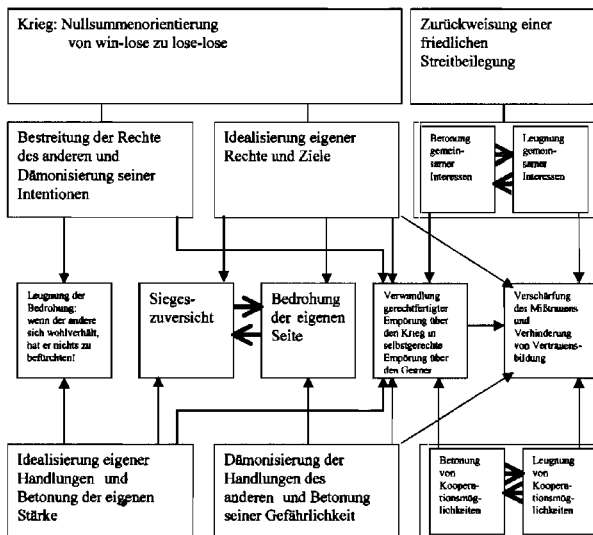 Krieg: Nullsummenorientierung
von win-lose zu lose-lose
Zurückweisung einer
friedlichen
Streitbeilegung
Bestreitung der Rechte
des anderen und
Dämonisierung seiner
Intentionen
Idealisierung eigener
Rechte und Ziele
Betonung
gemein-
samer
Interessen
Leugnung
gemein-
samer
Interessen
Leugnung der
Bedrohung:
wenn der andere
sich wohlverhält,
hat er nichts zu
befürchten!
Sieges-
zuversicht
Bedrohung
der eigenen
Seite
Verwandlung
gerechtfertigter
Empörung über
den Krieg in
selbstgerechte
Empörung über
den Gegner
Verschärfung
des Mißtrauens
und
Verhinderung
von Vertrauens-
bildung
Idealisierung eigener
Handlungen und
Betonung der eigenen
Stärke
Dämonisierung der
Handlungen des
anderen und Betonung
seiner Gefährlichkeit
Betonung
von
Koopera-
tionsmög-
lichkeiten
Leugnung
von
Koopera-
tionsmög-
lichkeiten